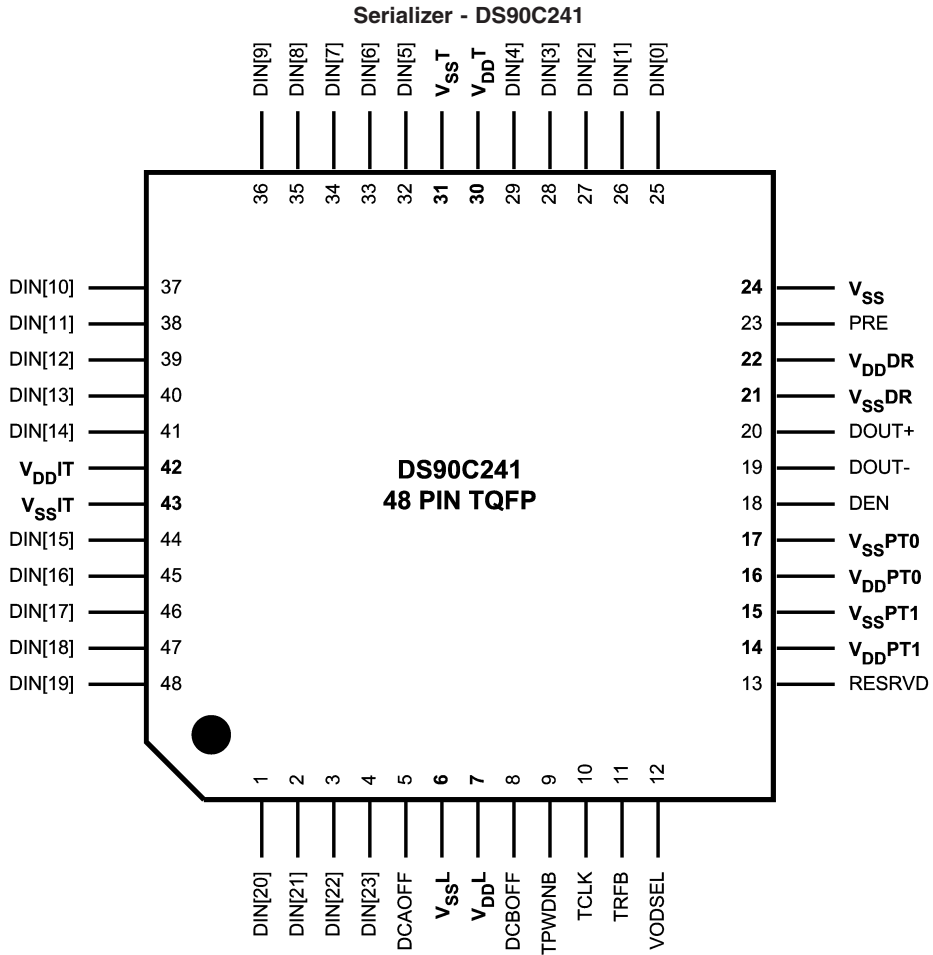 Serializer - DS90C241
DIN[9] DIN[8] DIN[7] DIN[6] DIN[5] VSST VDDT DIN[4] DIN[3] DIN[2] DIN[1] DIN[0]
36 35 34 33 32 31 30 29 28 27 26 25
DIN[10] 37 24 VSS
DIN[11] 38 23 PRE
DIN[12] 39 22 VDDDR
DIN[13] 40 21 VSSDR
DIN[14] 41 20 DOUT+
VDDIT 42 19 DOUT-
DS90C241
VSSIT 43 18 DEN
48 PIN TQFP
DIN[15] 44 17 VSSPT0
DIN[16] 45 16 VDDPT0
DIN[17] 46 15 VSSPT1
DIN[18] 47 14 VDDPT1
DIN[19] 48 13 RESRVD
1 2 3 4 5 6 7 8 9 10 11 12
DIN[20] DIN[21] DIN[22] DIN[23] DCAOFF VSSL VDDL DCBOFF TPWDNB TCLK TRFB VODSEL